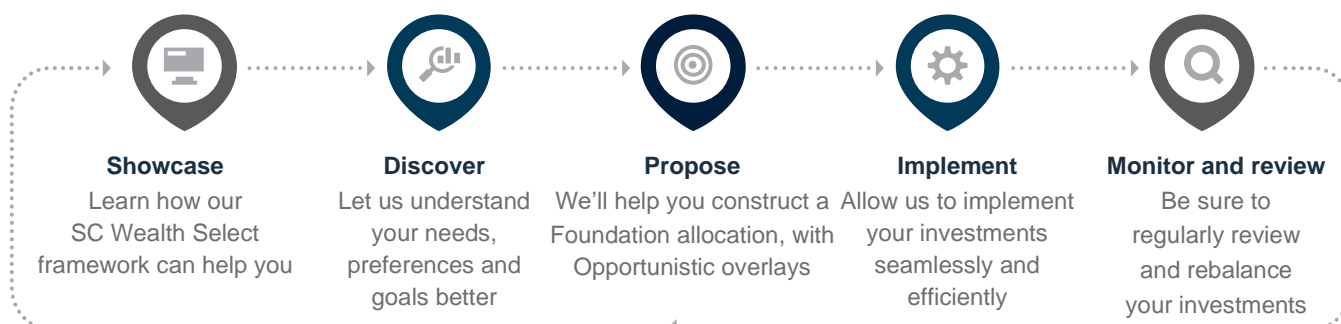 Showcase
Learn how our
SC Wealth Select
framework can help you
Discover
Let us understand
your needs,
preferences and
goals better
Propose
We’ll help you construct a
Foundation allocation, with
Opportunistic overlays
Implement
Allow us to implement
your investments
seamlessly and
efficiently
Monitor and review
Be sure to
regularly review
and rebalance
your investments